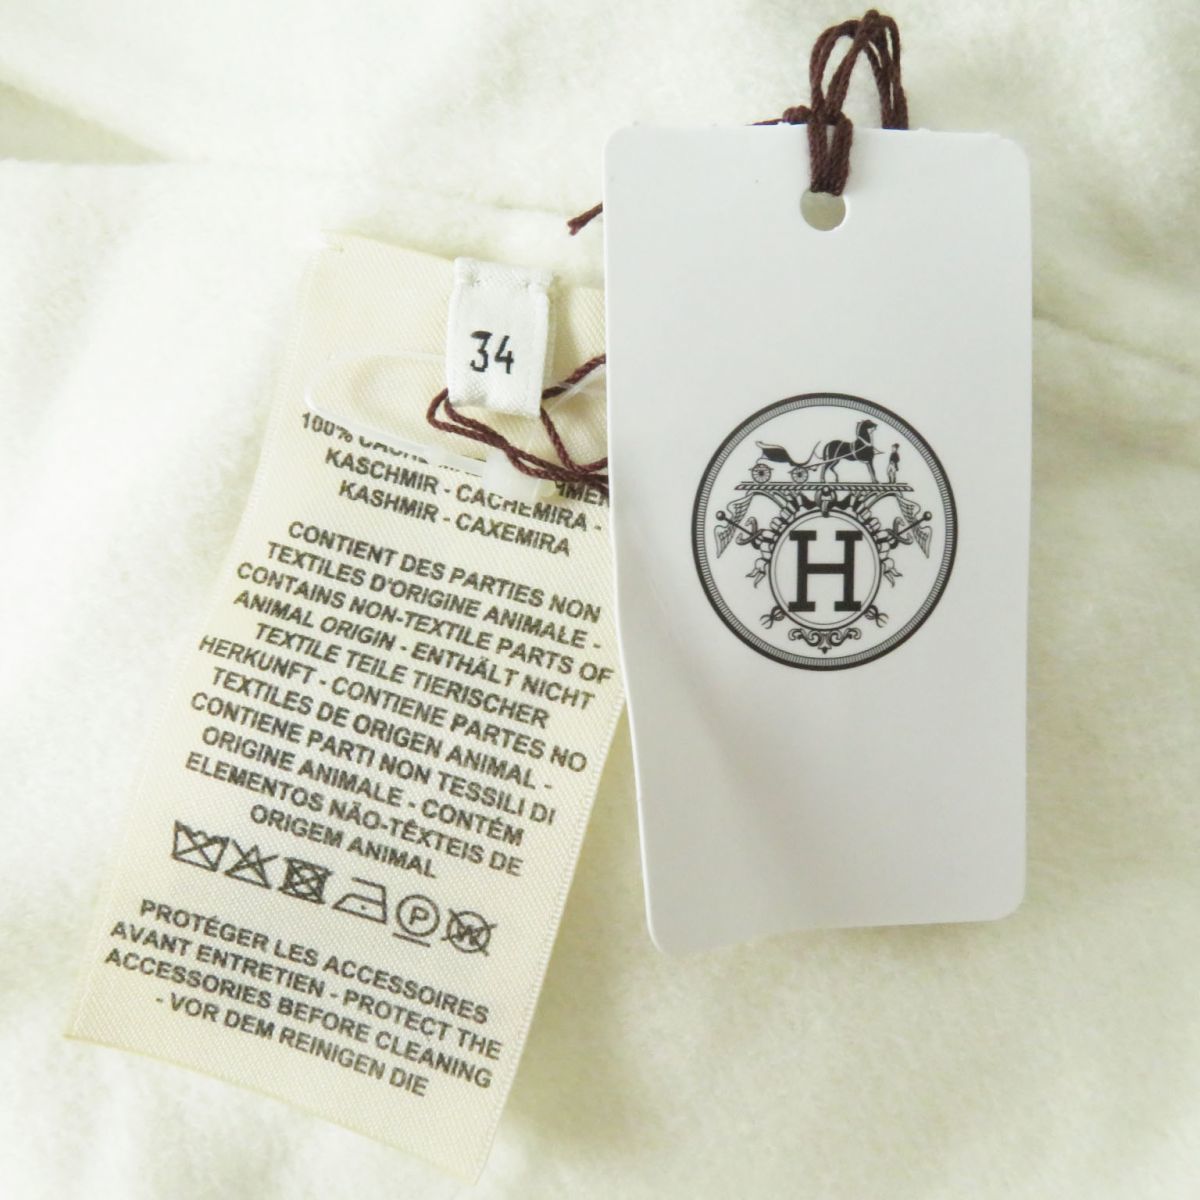 34
100%
KASCHMIR - CACHEMIRA -
KASHMIR - CAXEMIRA
CONTIENT DES PARTIES NON
TEXTILES D'ORIGINE ANIMALE -
CONTAINS NON-TEXTILE PARTS OF
ANIMAL ORIGIN - ENTHÄLT NICHT
TEXTILE TEILE TIERISCHER
HERKUNFT - CONTIENE PARTES NO
TEXTILES DE ORIGEN ANIMAL -
CONTIENE PARTI NON TESSILI DI
ORIGINE ANIMALE - CONTÉM
ELEMENTOS NÃO-TÊXTEIS DE
ORIGEM ANIMAL
P W
PROTÉGER LES ACCESSOIRES
AVANT ENTRETIEN - PROTECT THE
ACCESSORIES BEFORE CLEANING
- VOR DEM REINIGEN DIE
H